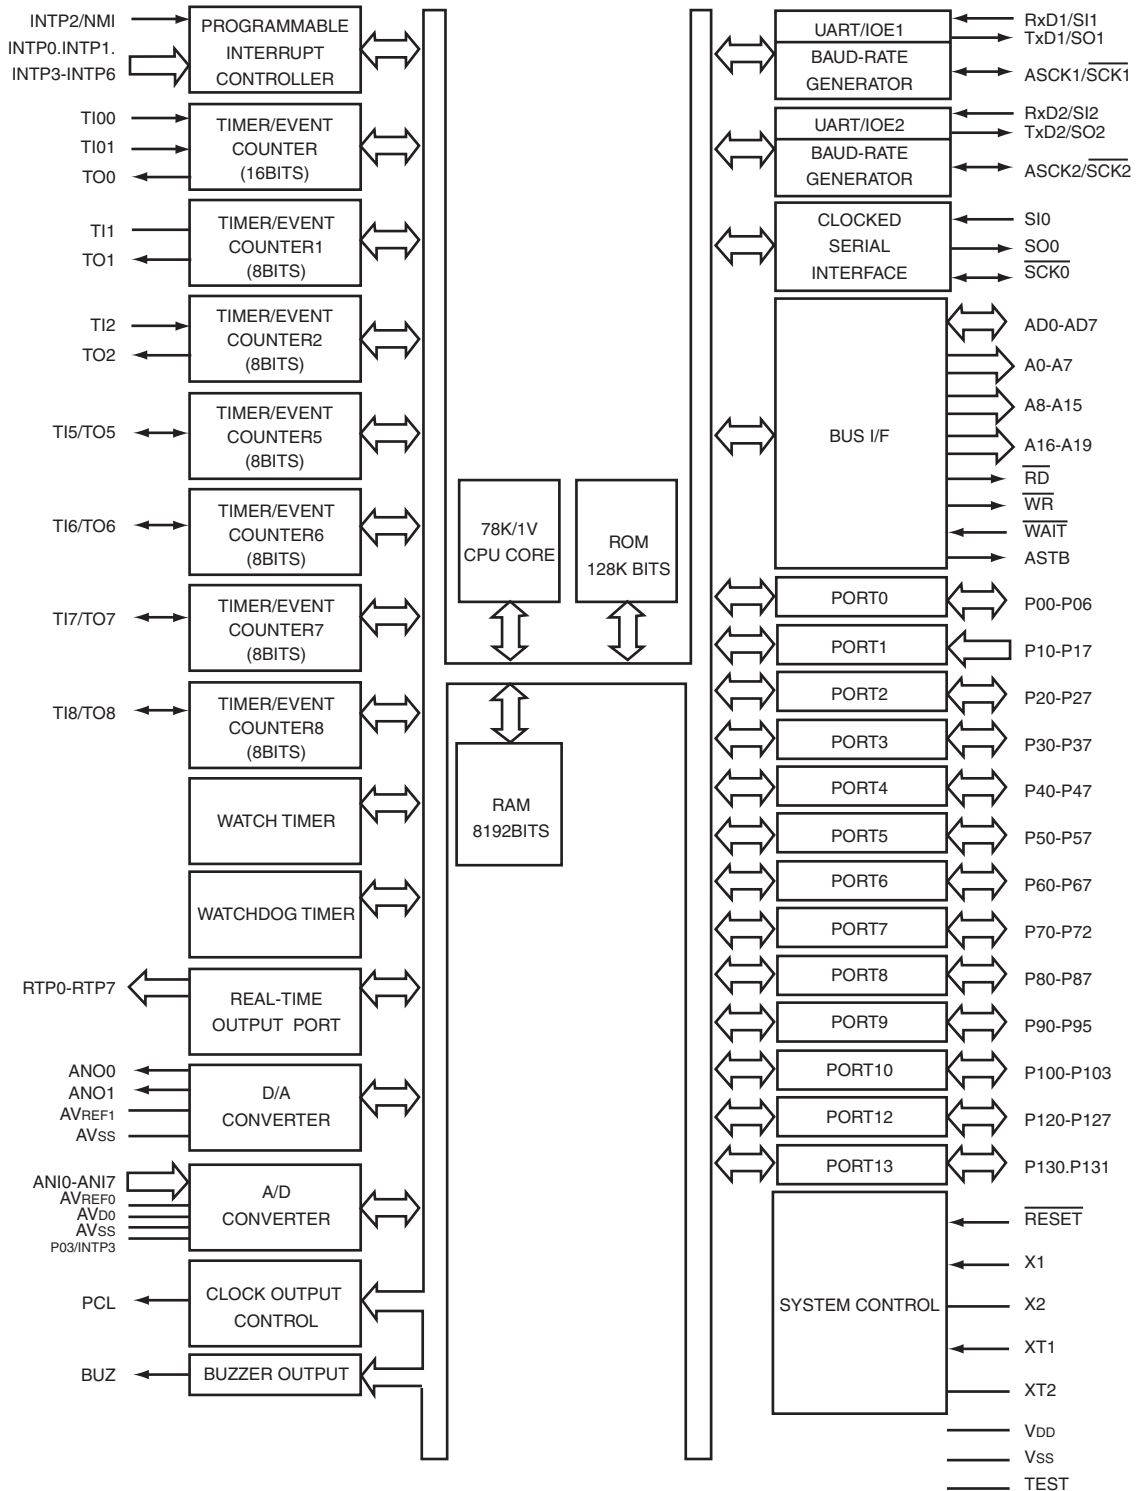 INTP2/NMI
INTP0.INTP1.
INTP3-INTP6
PROGRAMMABLE
INTERRUPT
CONTROLLER
TI00
TI01
TO0
TIMER/EVENT
COUNTER
(16BITS)
TI1
TO1
TIMER/EVENT
COUNTER1
(8BITS)
TI2
TO2
TIMER/EVENT
COUNTER2
(8BITS)
TI5/TO5
TIMER/EVENT
COUNTER5
(8BITS)
TI6/TO6
TIMER/EVENT
COUNTER6
(8BITS)
TI7/TO7
TIMER/EVENT
COUNTER7
(8BITS)
TI8/TO8
TIMER/EVENT
COUNTER8
(8BITS)
WATCH TIMER
WATCHDOG TIMER
RTP0-RTP7
REAL-TIME
OUTPUT PORT
ANO0
ANO1
AVREF1
AVSS
D/A
CONVERTER
ANI0-ANI7
AVREF0
AVD0
AVSS
P03/INTP3
A/D
CONVERTER
PCL
CLOCK OUTPUT
CONTROL
BUZ
BUZZER OUTPUT
78K/1V
CPU CORE
ROM
128K BITS
RAM
8192BITS
UART/IOE1
BAUD-RATE
GENERATOR
RxD1/SI1
TxD1/SO1
ASCK1/SCK1
UART/IOE2
BAUD-RATE
GENERATOR
RxD2/SI2
TxD2/SO2
ASCK2/SCK2
CLOCKED
SERIAL
INTERFACE
SI0
SO0
SCK0
BUS I/F
AD0-AD7
A0-A7
A8-A15
A16-A19
RD
WR
WAIT
ASTB
PORT0
P00-P06
PORT1
P10-P17
PORT2
P20-P27
PORT3
P30-P37
PORT4
P40-P47
PORT5
P50-P57
PORT6
P60-P67
PORT7
P70-P72
PORT8
P80-P87
PORT9
P90-P95
PORT10
P100-P103
PORT12
P120-P127
PORT13
P130.P131
SYSTEM CONTROL
RESET
X1
X2
XT1
XT2
VDD
VSS
TEST